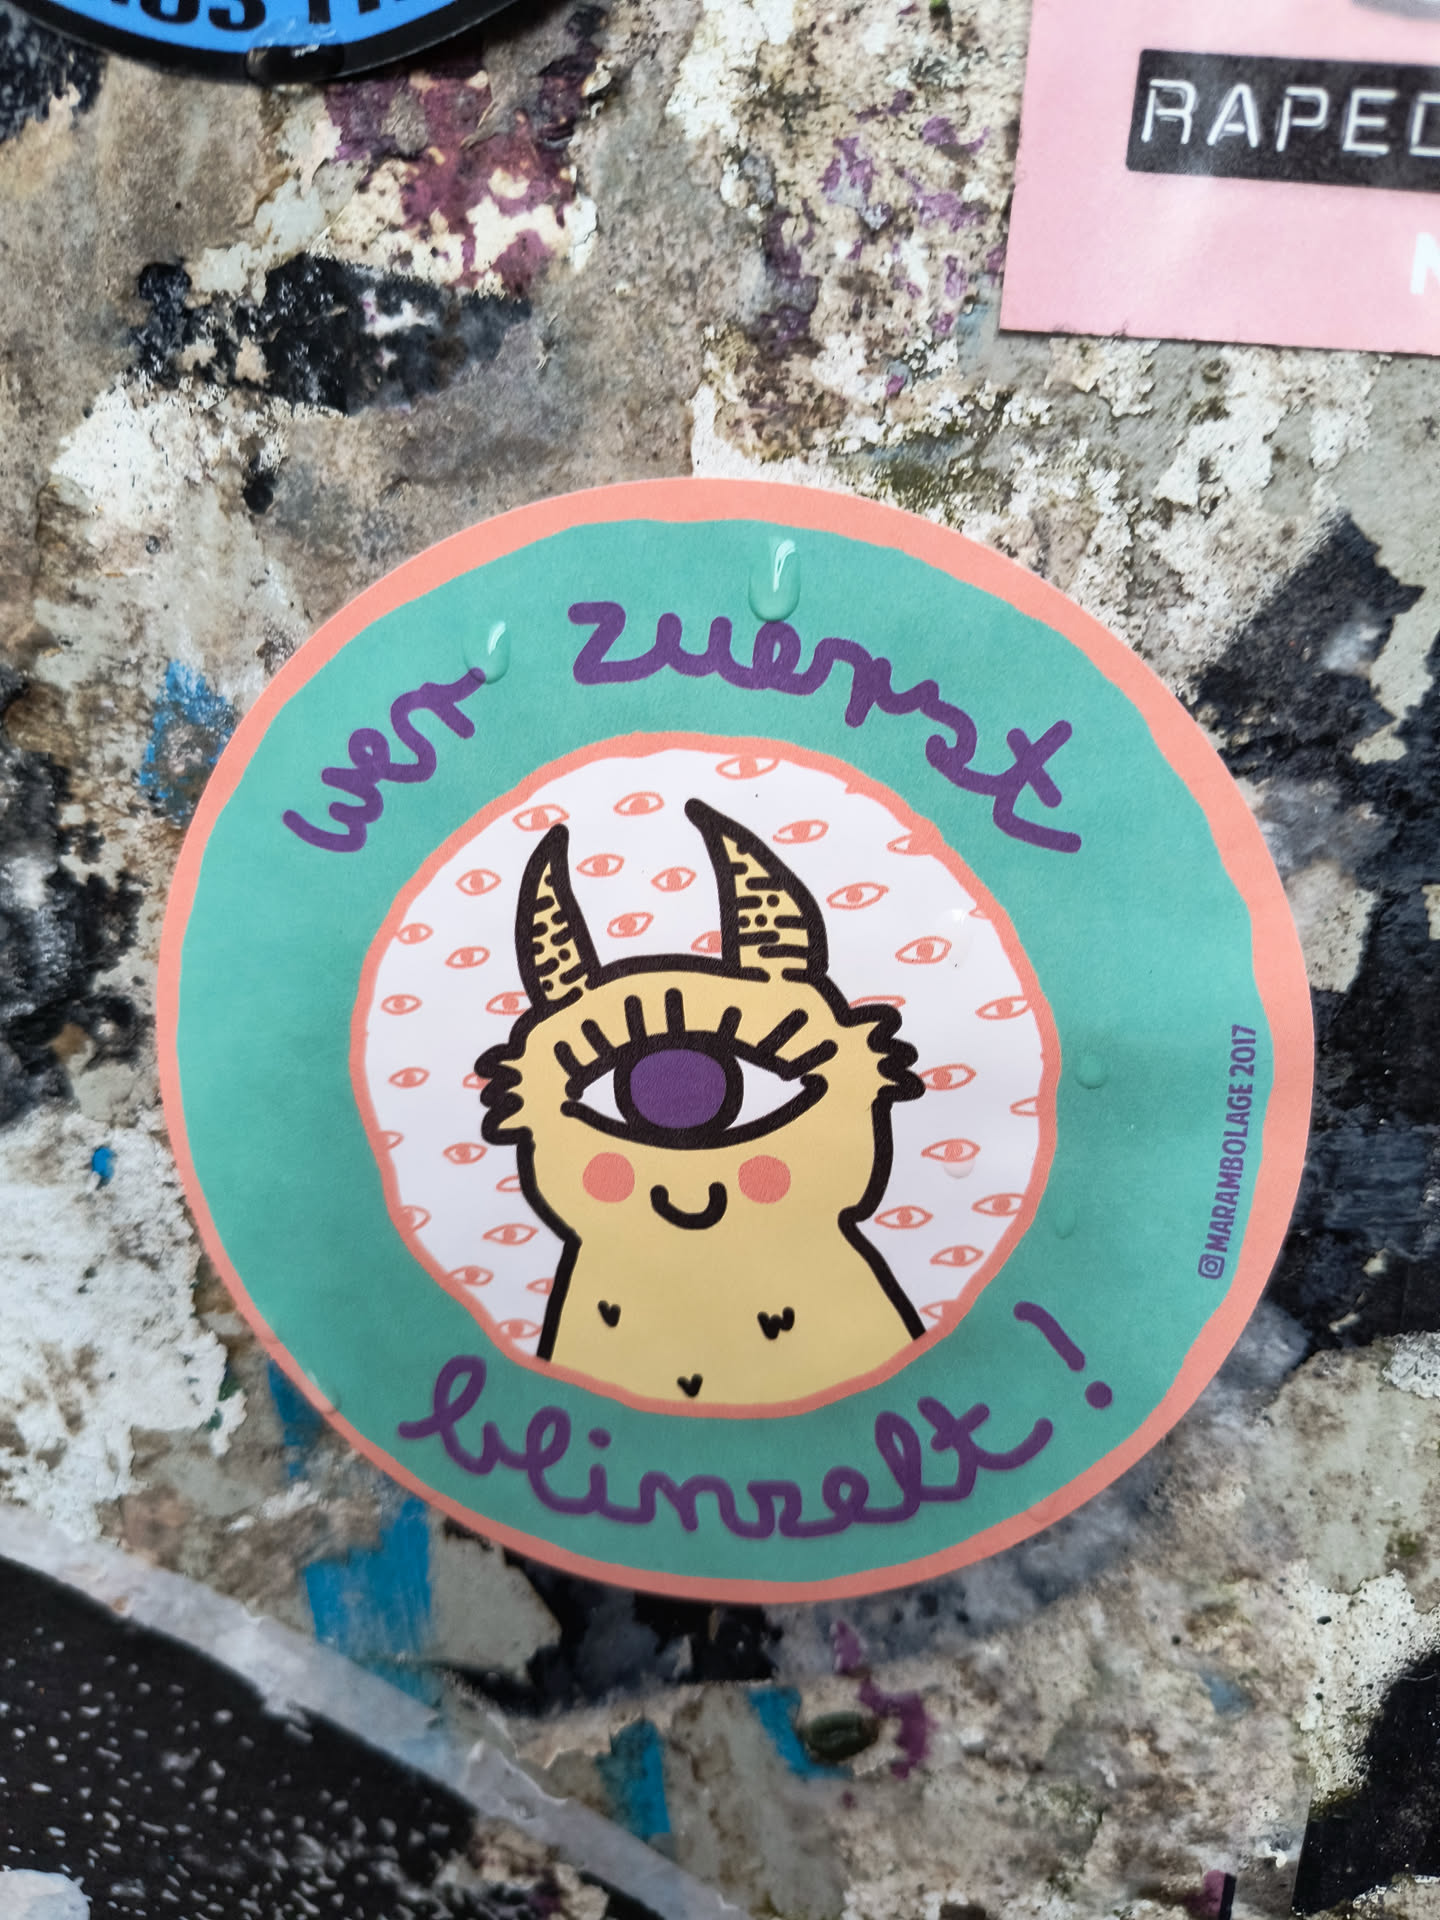 RAPED
wer zuerst
blinzelt!
@MARAMBOLAGE 2017